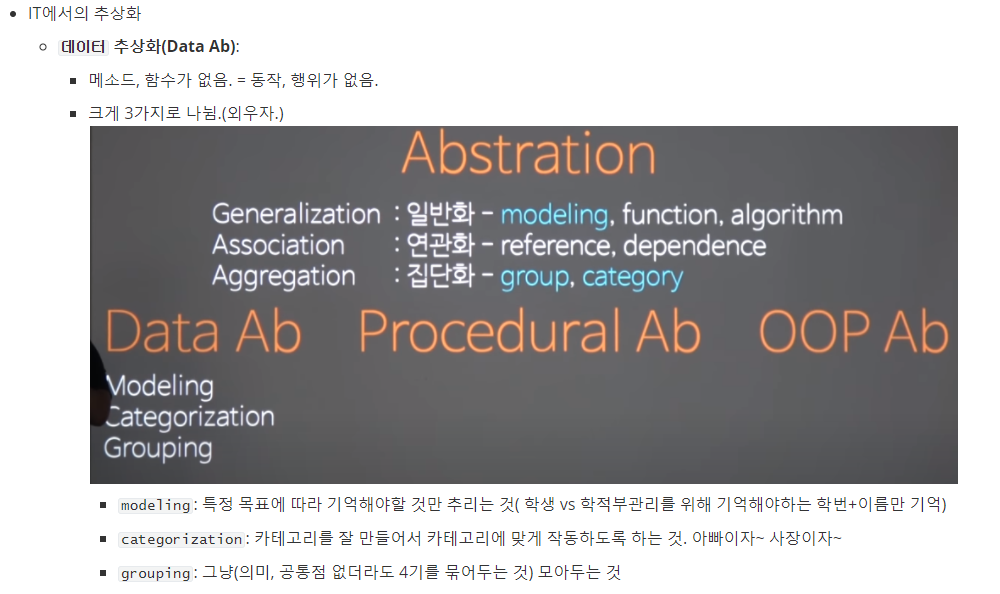 IT에서의 추상화
데이터 추상화(Data Ab):
메소드, 함수가 없음. = 동작, 행위가 없음.
크게 3가지로 나뉨.(외우자.)
Abstration
Generalization : 일반화 – modeling, function, algorithm
Association : 연관화 – reference, dependence
Aggregation : 집단화 – group, category
Data Ab Procedural Ab OOP Ab
Modeling
Categorization
Grouping
modeling: 특정 목표에 따라 기억해야할 것만 추리는 것( 학생 vs 학적부관리를 위해 기억해야하는 학번+이름만 기억)
categorization: 카테고리를 잘 만들어서 카테고리에 맞게 작동하도록 하는 것. 아빠이자~ 사장이자~
grouping: 그냥(의미, 공통점 없더라도 4기를 묶어두는 것) 모아두는 것